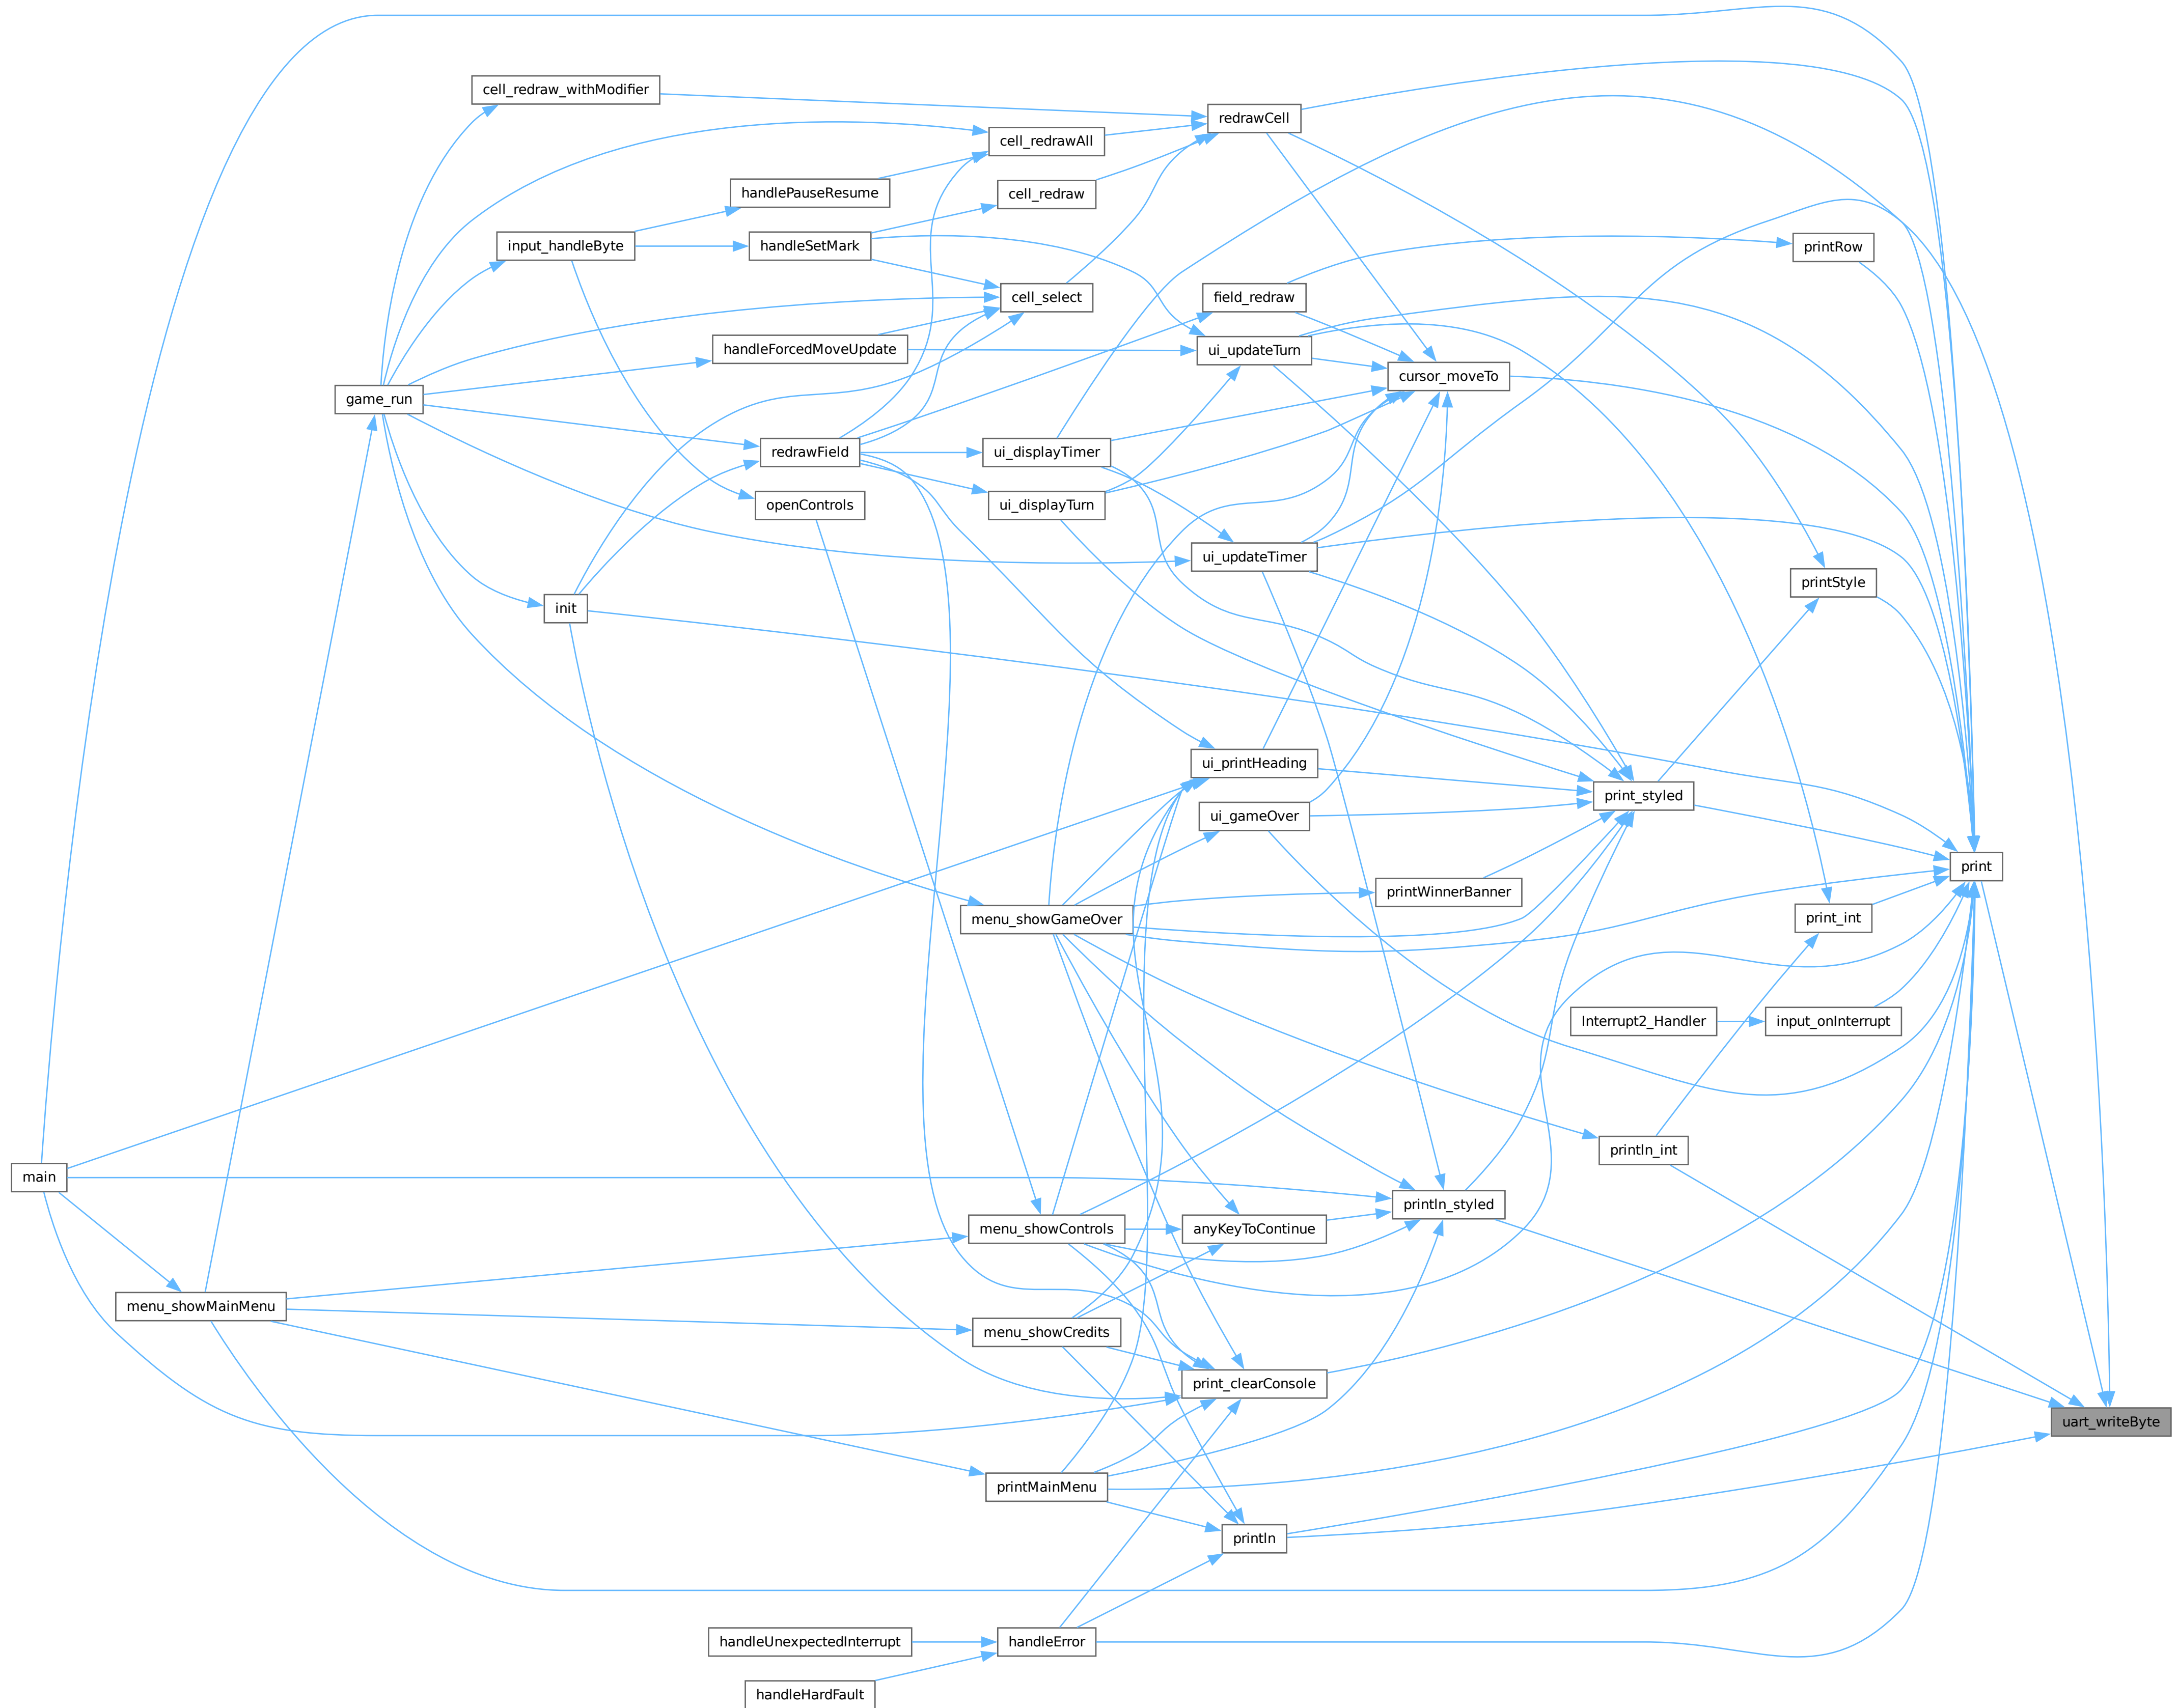 cell_redraw_withModifier
redrawCell
cell_redrawAll
handlePauseResume
cell_redraw
printRow
input_handleByte
handleSetMark
cell_select
field_redraw
handleForcedMoveUpdate
ui_updateTurn
cursor_moveTo
game_run
redrawField
ui_displayTimer
openControls
ui_displayTurn
ui_updateTimer
printStyle
init
ui_printHeading
print_styled
ui_gameOver
print
printWinnerBanner
menu_showGameOver
print_int
Interrupt2_Handler
input_onInterrupt
println_int
main
println_styled
menu_showControls
anyKeyToContinue
menu_showMainMenu
menu_showCredits
print_clearConsole
uart_writeByte
printMainMenu
println
handleUnexpectedInterrupt
handleError
handleHardFault